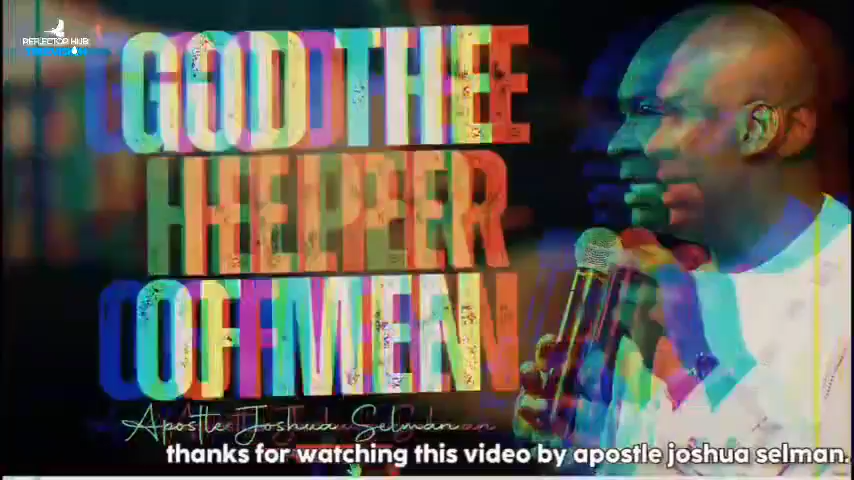 REFLECTOR HUB
GOD THE
HELPER
OF MEN
Apostle Joshua Selman
thanks for watching this video by apostle joshua selman.